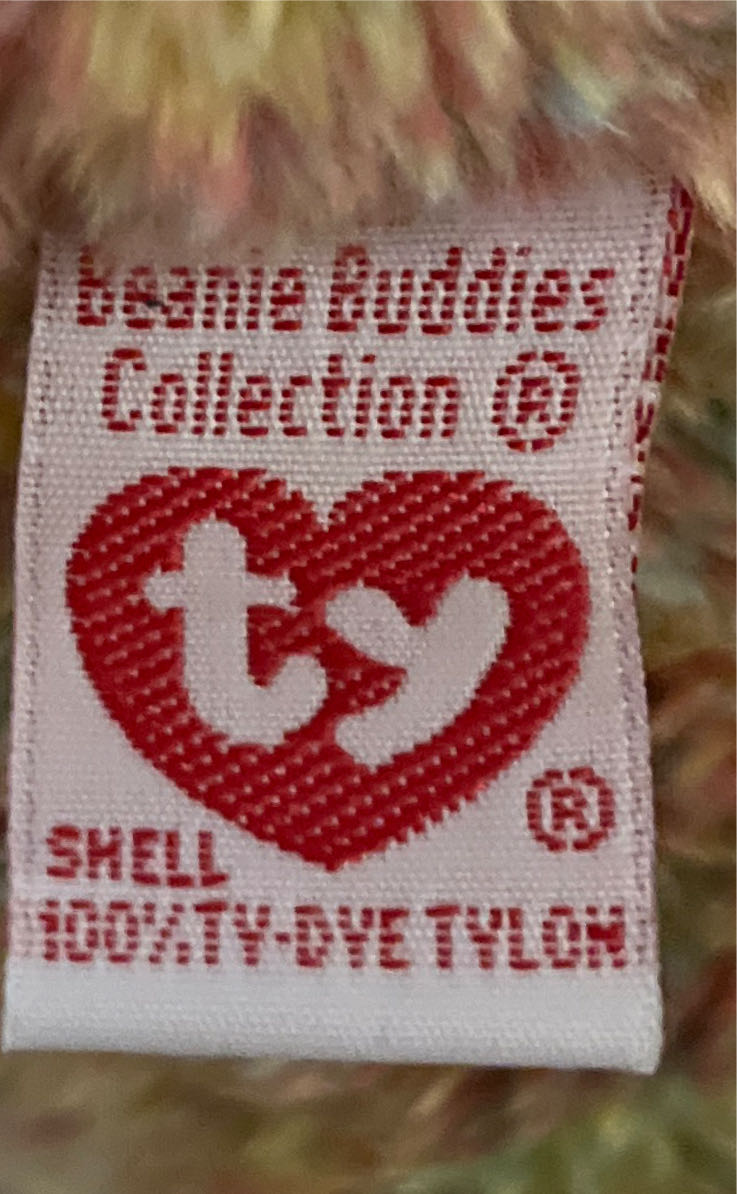 Beanie Buddies
Collection ®
ty
®
SHELL
100% TY-DYE TYLON